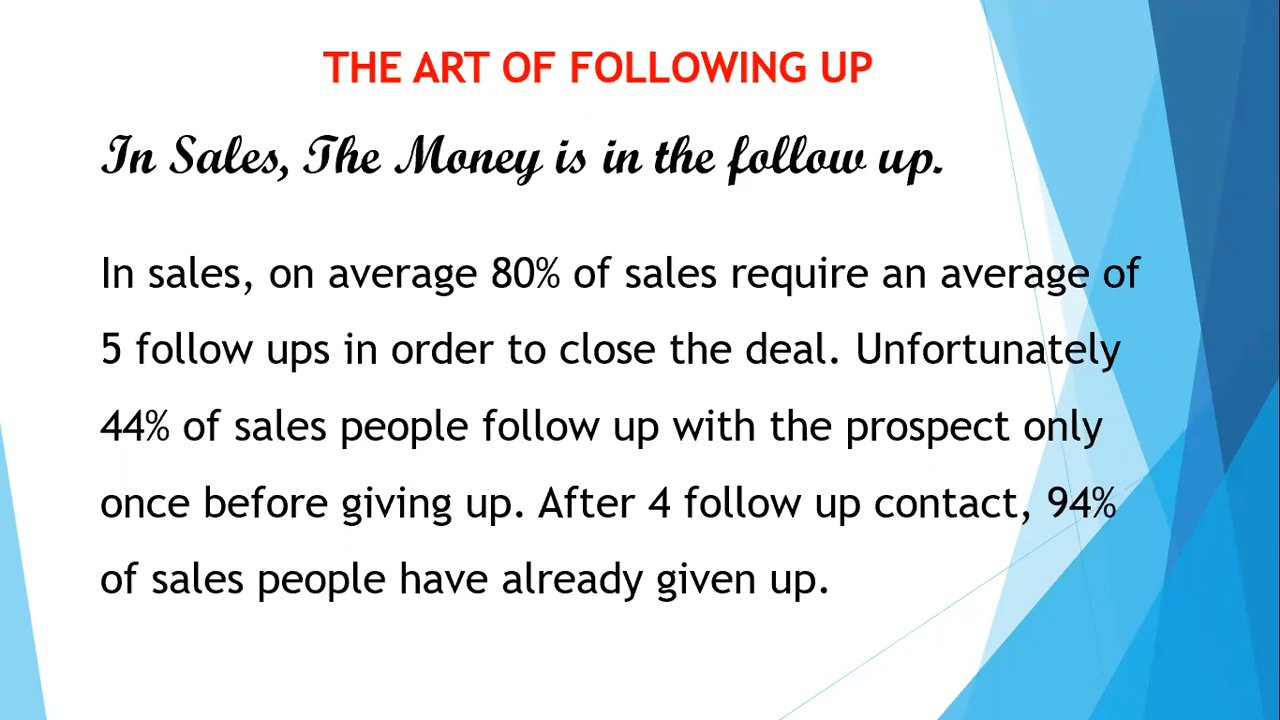 THE ART OF FOLLOWING UP
In Sales, The Money is in the follow up.
In sales, on average 80% of sales require an average of
5 follow ups in order to close the deal. Unfortunately
44% of sales people follow up with the prospect only
once before giving up. After 4 follow up contact, 94%
of sales people have already given up.